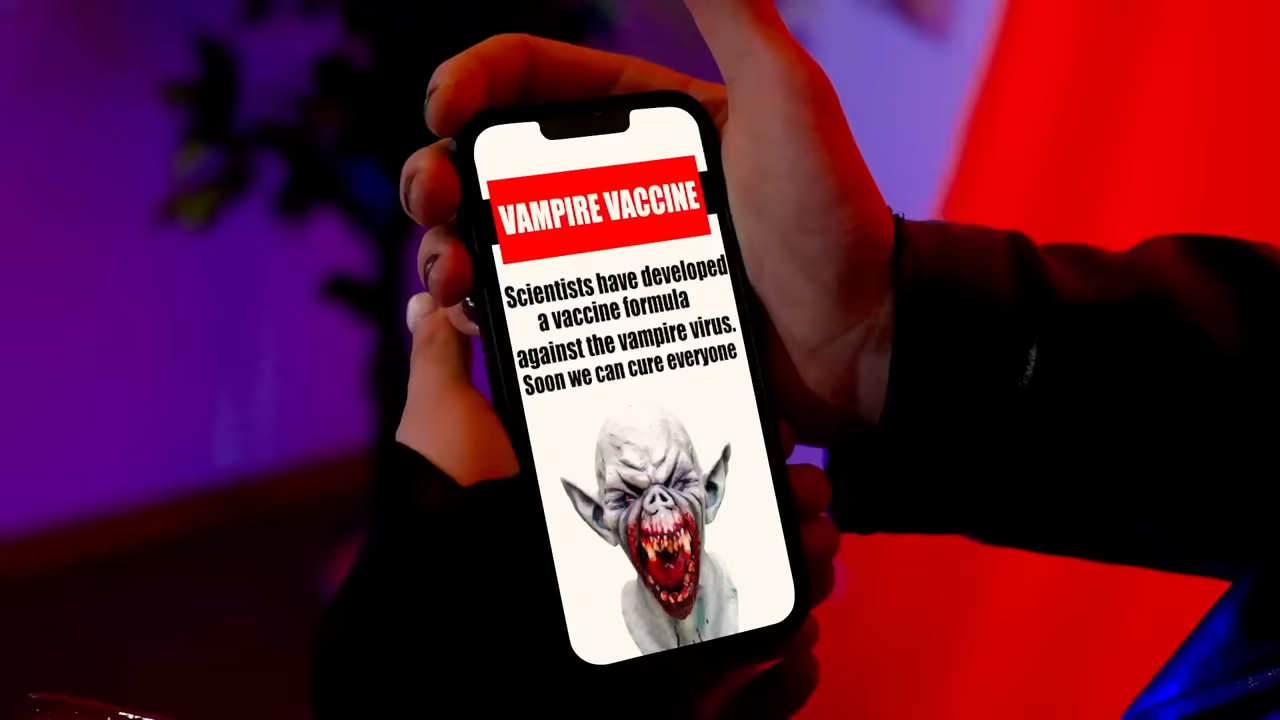 VAMPIRE VACCINE
Scientists have developed
a vaccine formula
against the vampire virus.
Soon we can cure everyone